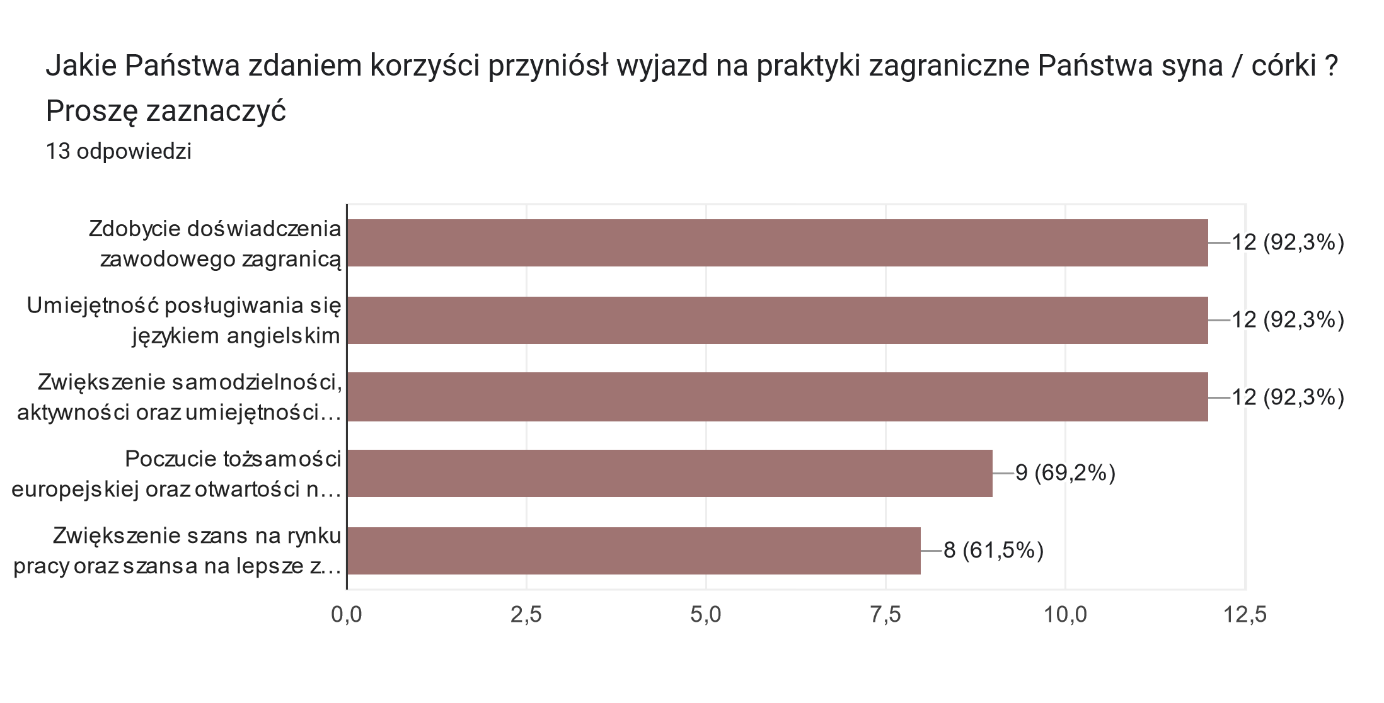 Jakie Państwa zdaniem korzyści przyniósł wyjazd na praktyki zagraniczne Państwa syna / córki ?
Proszę zaznaczyć
13 odpowiedzi
Zdobycie doświadczenia
zawodowego zagranicą
12 (92,3%)
Umiejętność posługiwania się
językiem angielskim
12 (92,3%)
Zwiększenie samodzielności,
aktywności oraz umiejętności…
12 (92,3%)
Poczucie tożsamości
europejskiej oraz otwartości n…
9 (69,2%)
Zwiększenie szans na rynku
pracy oraz szansa na lepsze z…
8 (61,5%)
0,0 2,5 5,0 7,5 10,0 12,5